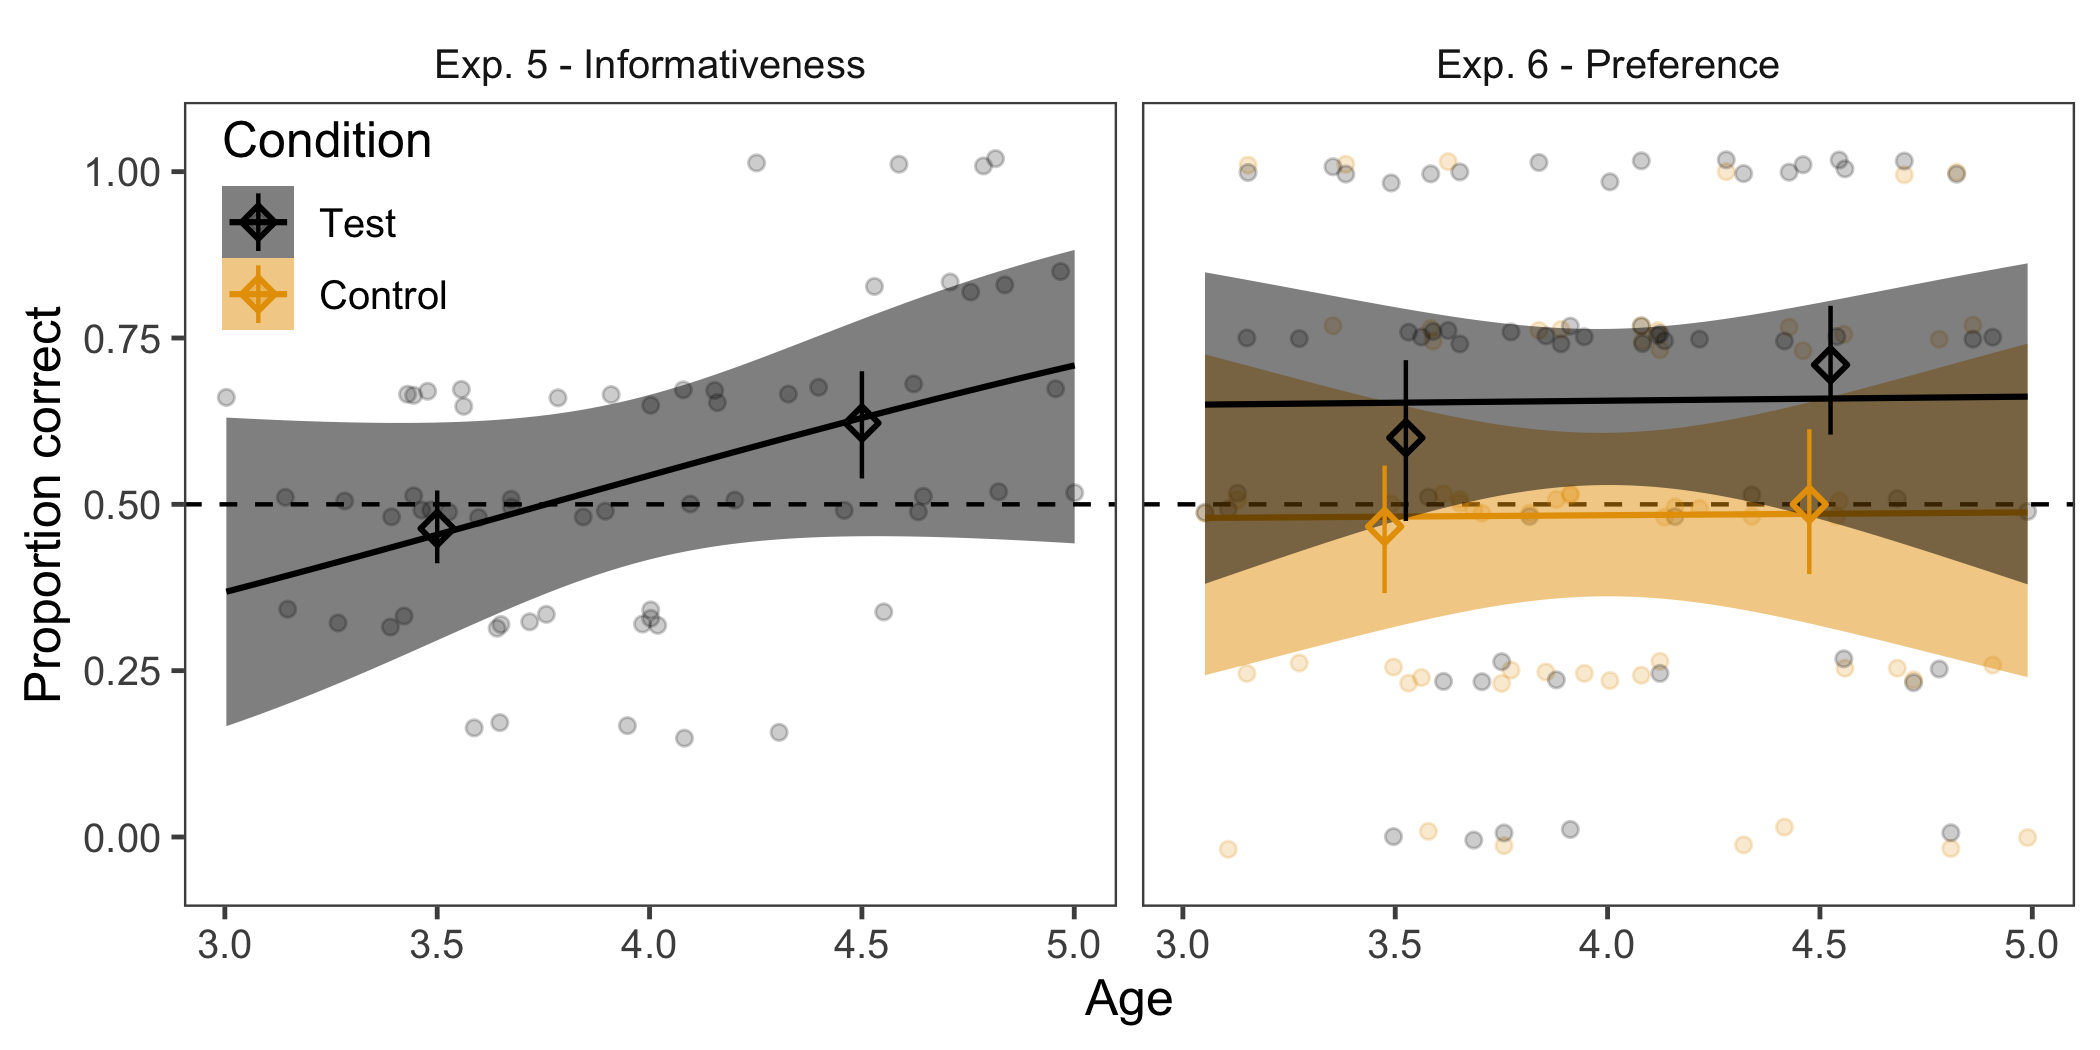 Exp. 5 - Informativeness
Exp. 6 - Preference
Condition
Test
Control
Proportion correct
1.00
0.75
0.50
0.25
0.00
3.0 3.5 4.0 4.5 5.0
3.0 3.5 4.0 4.5 5.0
Age